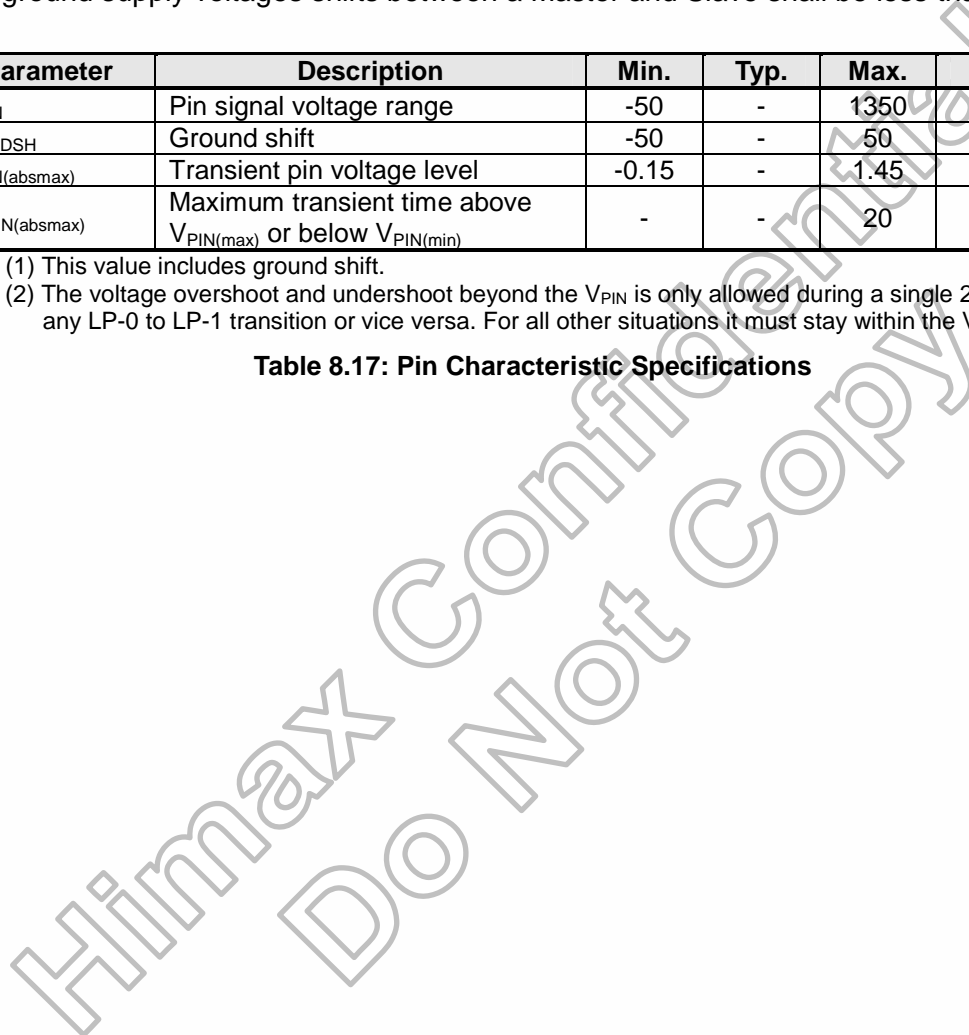 ground supply voltages shifts between a Master and Slave shall be less tha
arameter Description Min. Typ. Max.
Pin signal voltage range -50 - 1350
DSH Ground shift -50 - 50
(absmax) Transient pin voltage level -0.15 - 1.45
N(absmax) Maximum transient time above
VPIN(max) or below VPIN(min) - - 20
(1) This value includes ground shift.
(2) The voltage overshoot and undershoot beyond the VPIN is only allowed during a single 2
any LP-0 to LP-1 transition or vice versa. For all other situations it must stay within the V
Table 8.17: Pin Characteristic Specifications
Himax Confidential
Do Not Copy